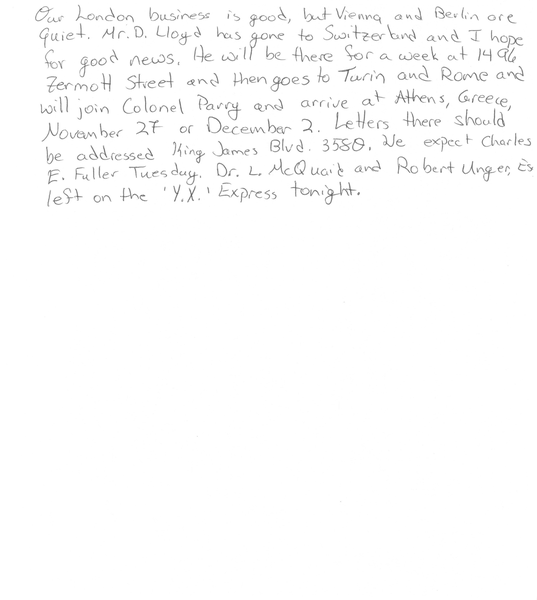 Our London business is good, but Vienna and Berlin are
quiet. Mr. D. Lloyd has gone to Switzerland and I hope
for good news. He will be there for a week at 1496
Zermott Street and then goes to Turin and Rome and
will join Colonel Parry and arrive at Athens, Greece,
November 27 or December 2. Letters there should
be addressed King James Blvd. 3580. We expect Charles
E. Fuller Tuesday. Dr. L. McQuaid and Robert Unger, Es
left on the 'Y.X.' Express tonight.